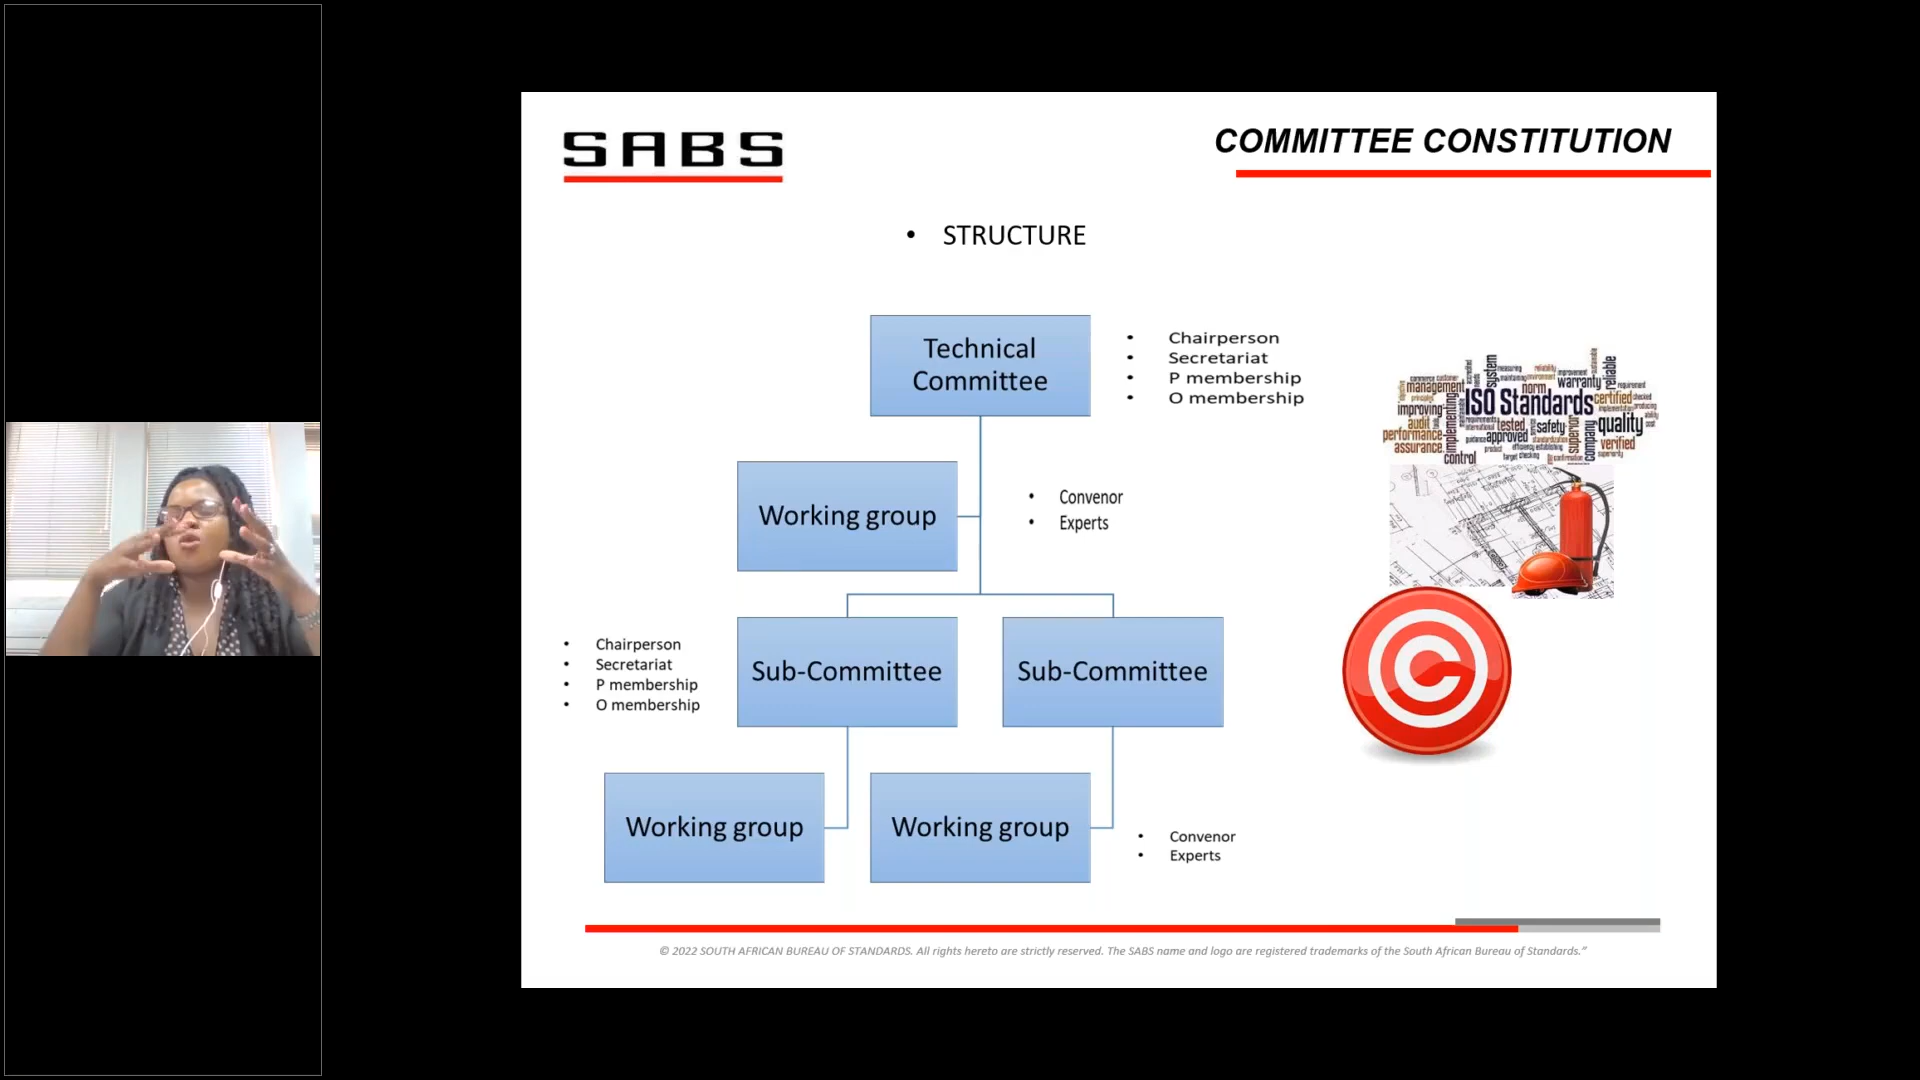 SABS
COMMITTEE CONSTITUTION
• STRUCTURE
Technical
Committee
• Chairperson
• Secretariat
• P membership
• O membership
Working group
• Convenor
• Experts
• Chairperson
• Secretariat
• P membership
• O membership
Sub-Committee
Sub-Committee
Working group
Working group
• Convenor
• Experts
ISO Standards
system
reliable
management
norm
warranty
certified
improving
implementing
audit
tested
safety
superior
company
quality
performance
approved
verified
assurance
control
© 2022 SOUTH AFRICAN BUREAU OF STANDARDS. All rights hereto are strictly reserved. The SABS name and logo are registered trademarks of the South African Bureau of Standards.”